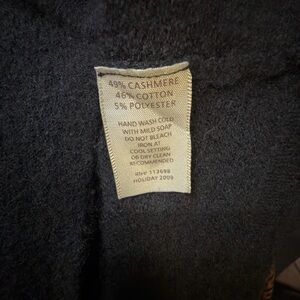 49% CASHMERE
46% COTTON
5% POLYESTER
HAND WASH COLD
WITH MILD SOAP
DO NOT BLEACH
IRON AT
COOL SETTING
OR DRY CLEAN
RECOMMENDED
113698
HOLIDAY 2009